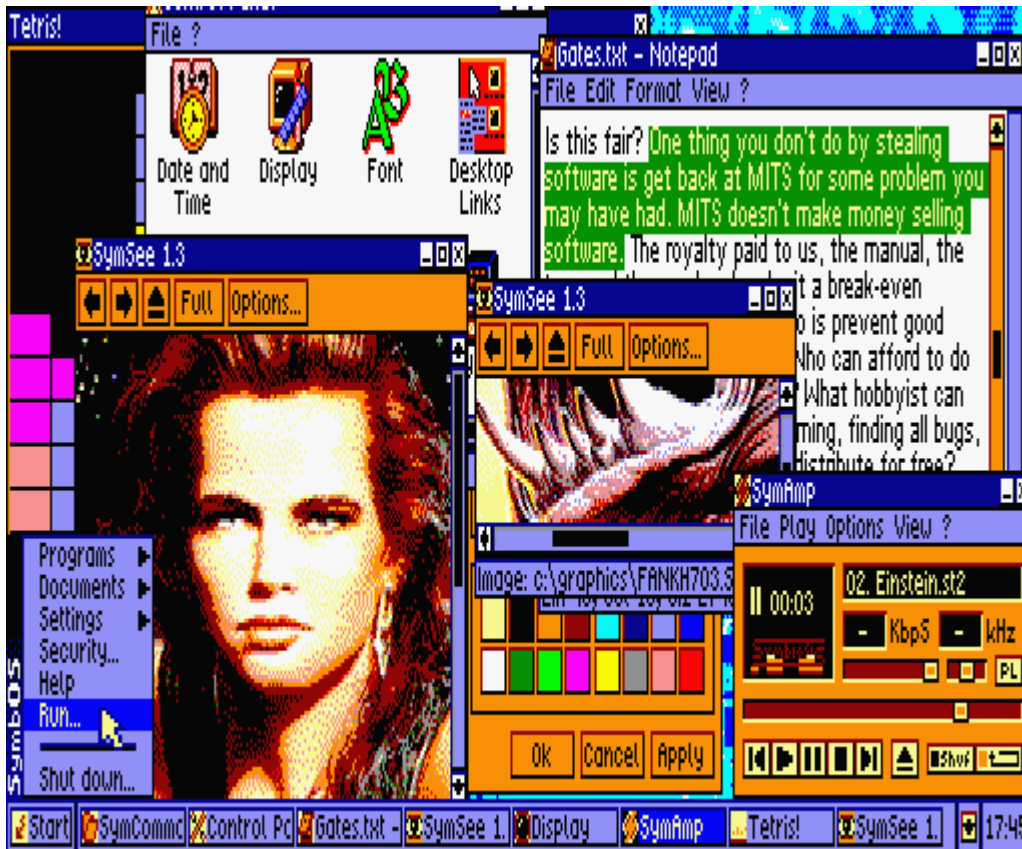 Tetris!
File ?
Date and
Time
Display
Font
Desktop
Links
Gates.txt - Notepad
File Edit Format View ?
Is this fair? One thing you don't do by stealing
software is get back at MITS for some problem you
may have had. MITS doesn't make money selling
software. The royalty paid to us, the manual, the
t a break-even
o is prevent good
Who can afford to do
? What hobbyist can
ming, finding all bugs,
distribute for free?
SymSee 1.3
Full Options...
SymSee 1.3
Full Options...
Image: c:\graphics\FANKH703.S
Ok Cancel Apply
SymAmp
File Play Options View ?
00:03
02. Einstein.st2
- KbpS - kHz
PL
Shuf
Programs
Documents
Settings
Security...
Help
Run...
Shut down...
SymbOS
Start SymCommc Control Pc Gates.txt - SymSee 1. Display SymAmp Tetris! SymSee 1. 17:45